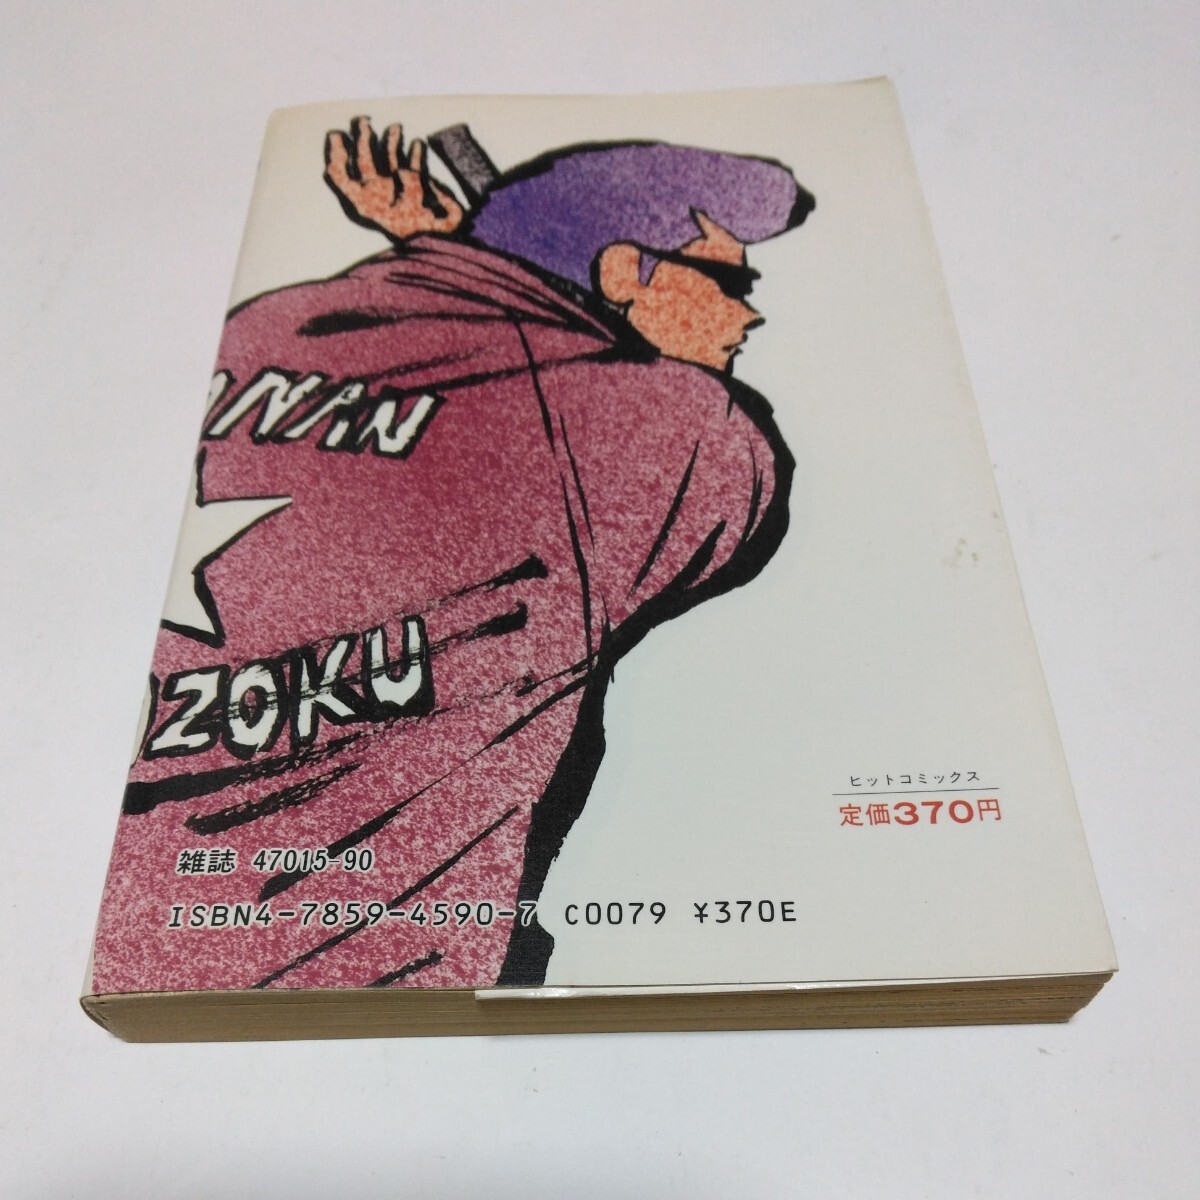 NAN
ZOKU
ヒットコミックス
定価370円
雑誌 47015-90
ISBN4-7859-4590-7 C0079 ¥370E